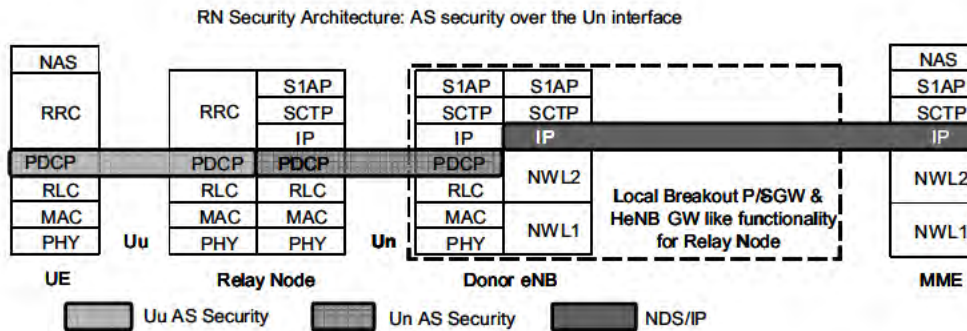 RN Security Architecture: AS security over the Un interface
NAS
RRC
PDCP
RLC
MAC
PHY
UE
Uu
RRC
PDCP
RLC
MAC
PHY
S1AP
SCTP
IP
PDCP
RLC
MAC
PHY
Relay Node
Un
S1AP
SCTP
IP
PDCP
RLC
MAC
PHY
S1AP
SCTP
IP
NWL2
NWL1
Donor eNB
Local Breakout P/SGW &
HeNB GW like functionality
for Relay Node
NAS
S1AP
SCTP
IP
NWL2
NWL1
MME
Uu AS Security
Un AS Security
NDS/IP